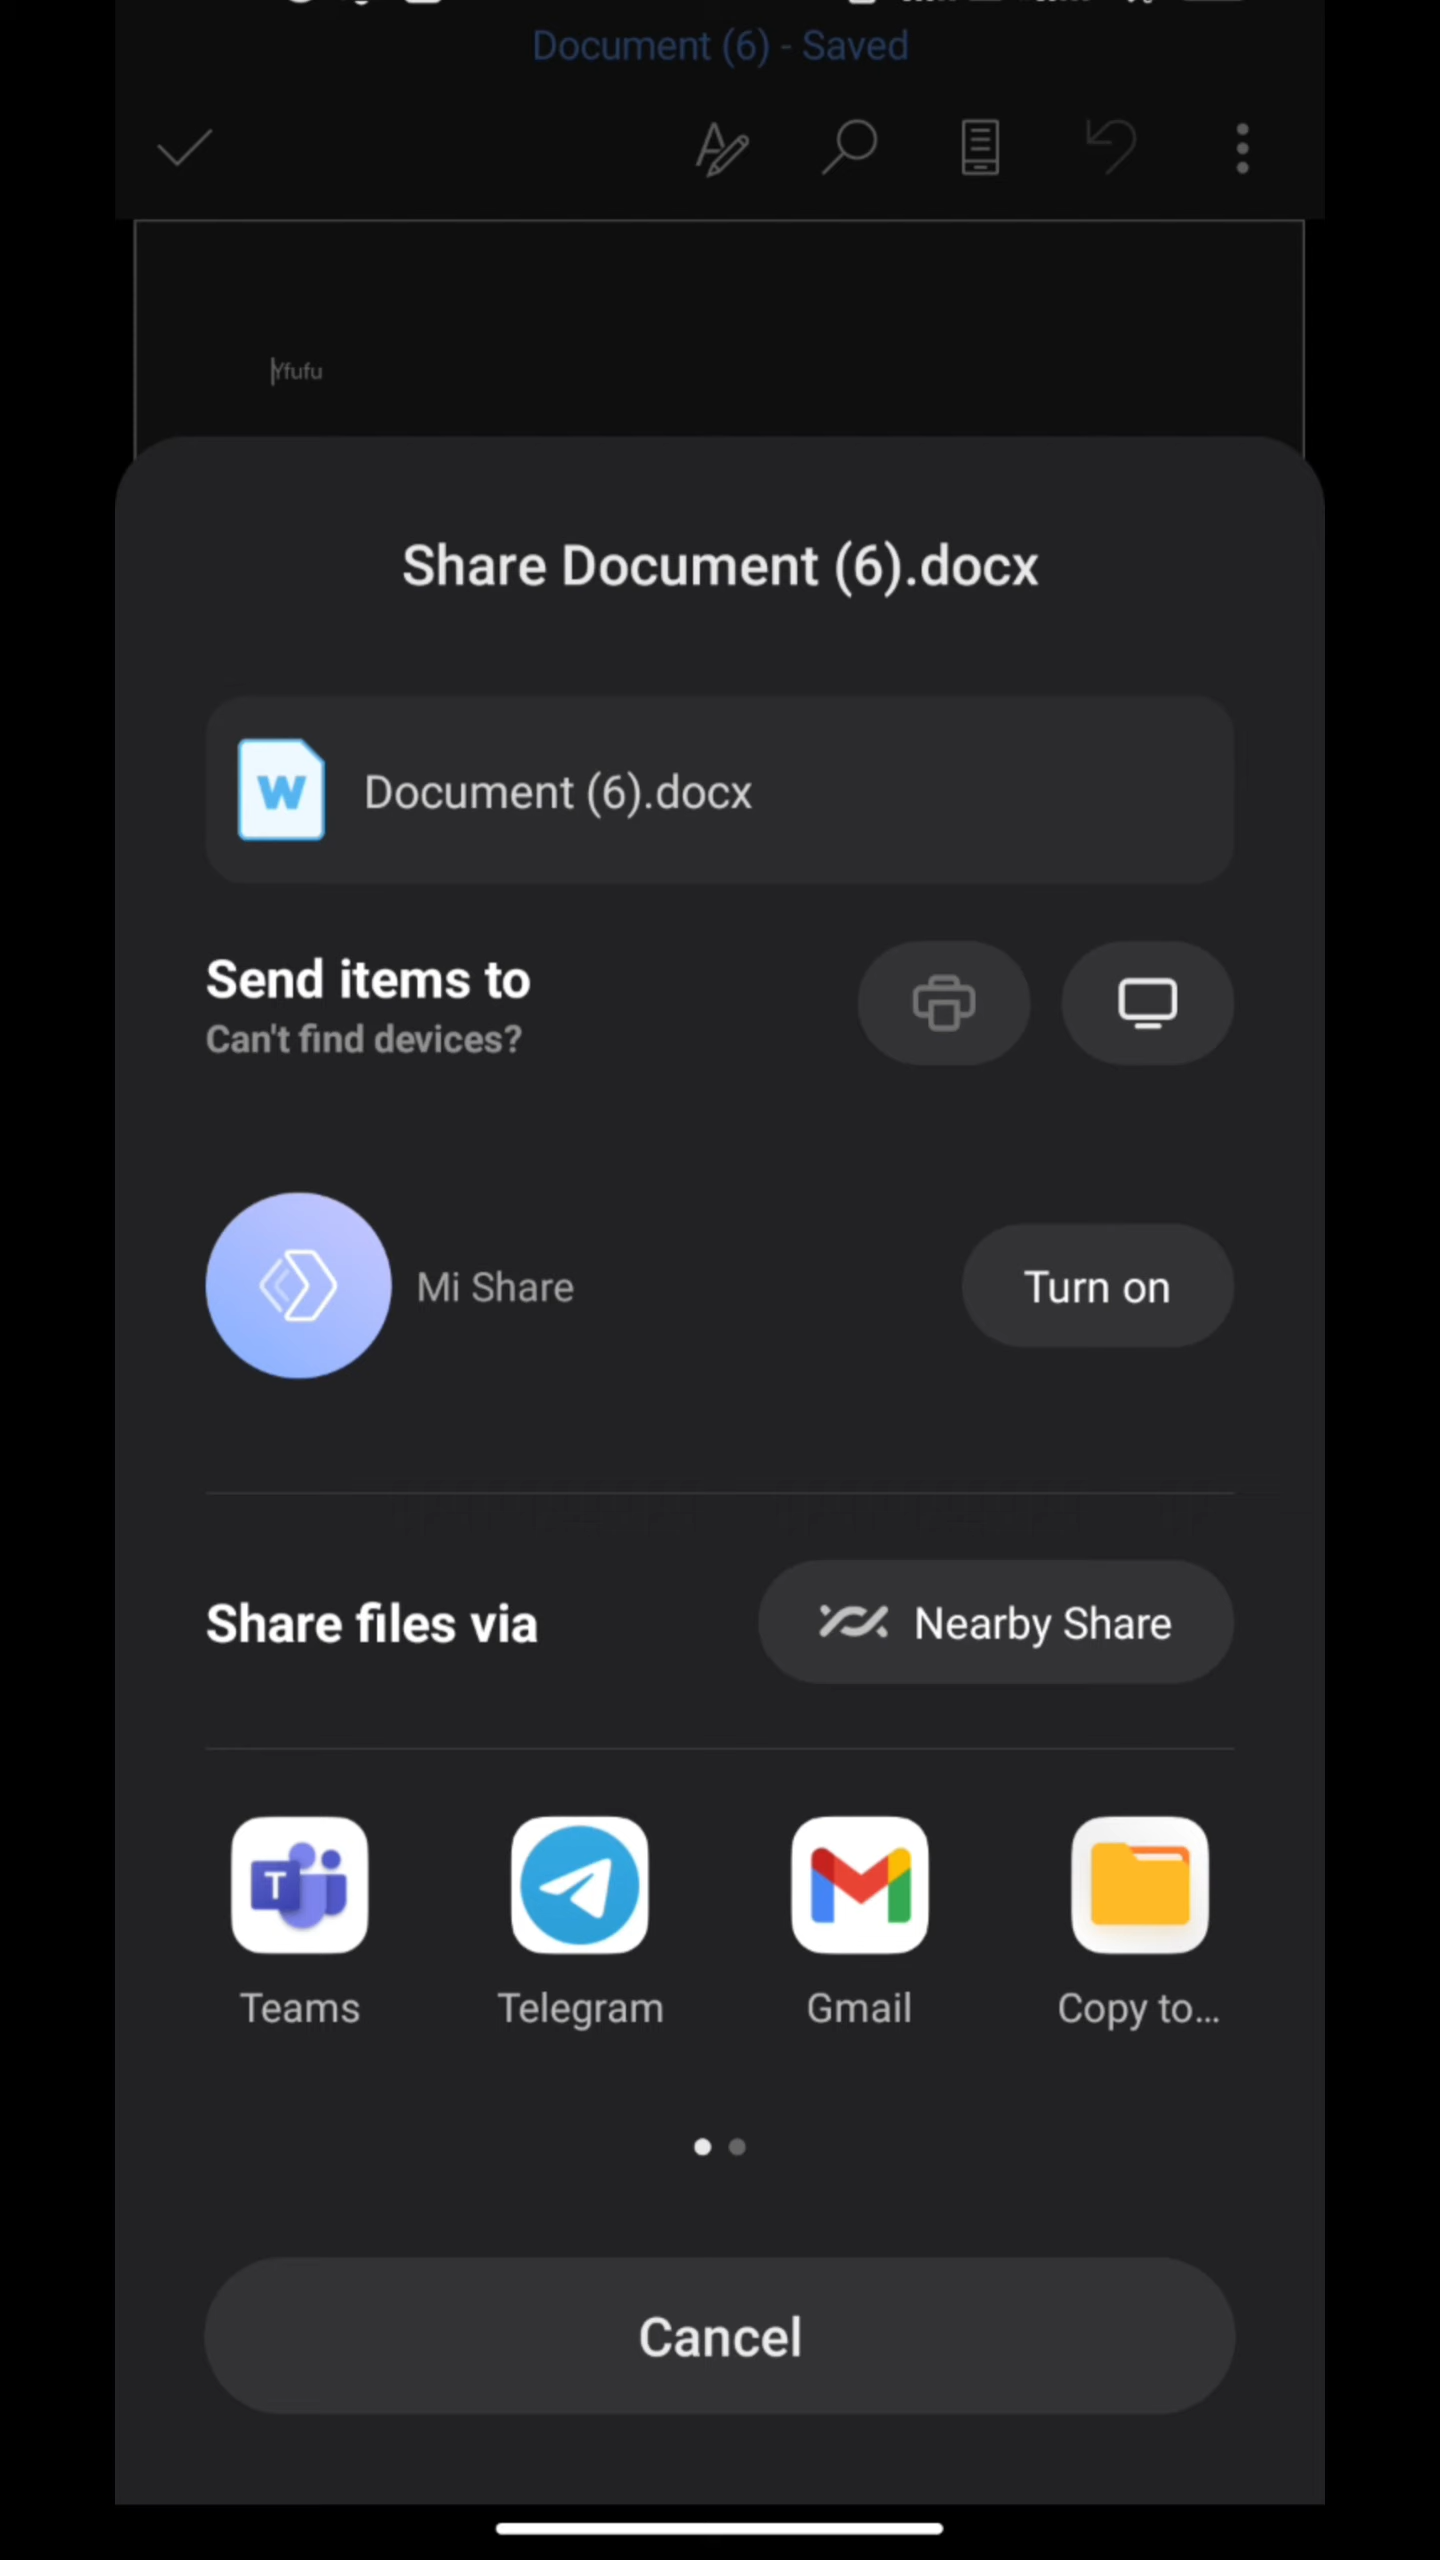 Document (6) - Saved
Yfufu
Share Document (6).docx
W
Document (6).docx
Send items to
Can't find devices?
Mi Share
Turn on
Share files via
Nearby Share
T
Teams
Telegram
Gmail
Copy to...
Cancel